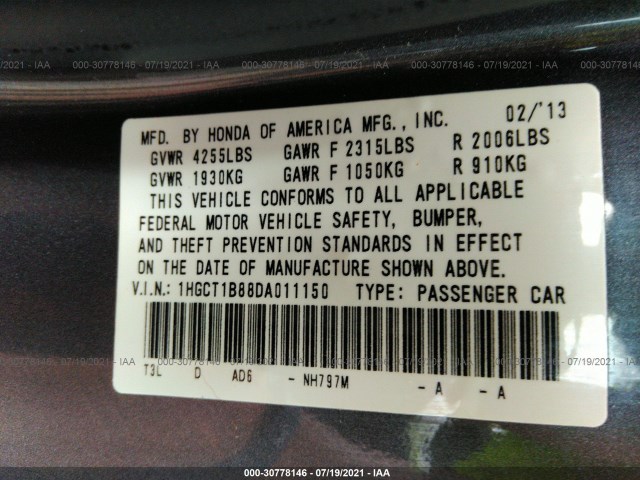 000-30778146 - 07/19/2021 - IAA
MFD. BY HONDA OF AMERICA MFG., INC. 02/'13
GVWR 4255LBS GAWR F 2315LBS R 2006LBS
GVWR 1930KG GAWR F 1050KG R 910KG
THIS VEHICLE CONFORMS TO ALL APPLICABLE
FEDERAL MOTOR VEHICLE SAFETY, BUMPER,
AND THEFT PREVENTION STANDARDS IN EFFECT
ON THE DATE OF MANUFACTURE SHOWN ABOVE.
V.I.N.: 1HGCT1B88DA011150 TYPE: PASSENGER CAR
T3L D AD6 - NH797M - A - A
000-30778146 - 07/19/2021 - IAA